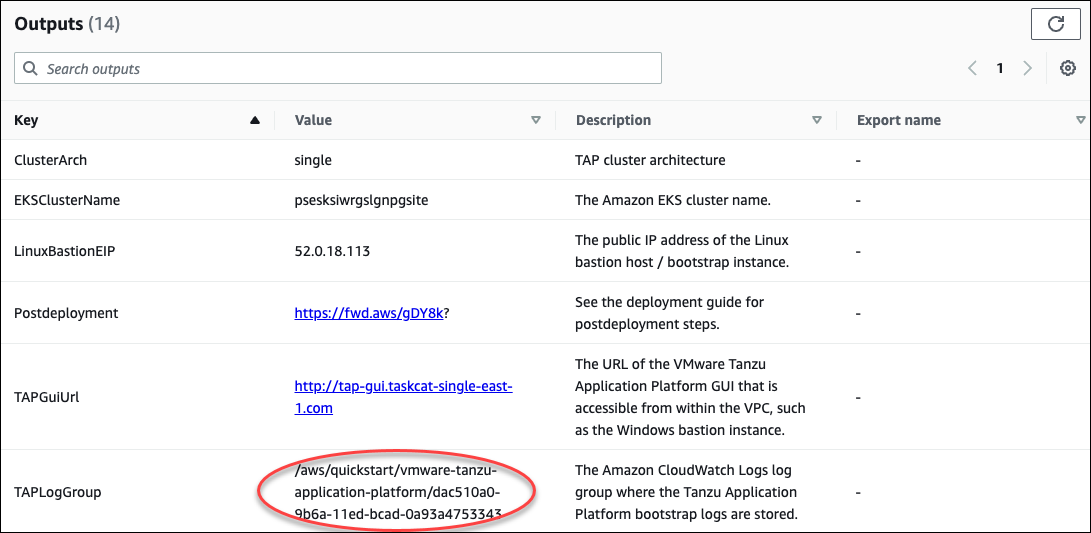 Outputs (14)
Search outputs
1
Key
Value
Description
Export name
ClusterArch
single
TAP cluster architecture
-
EKSClusterName
psesksiwrgslgnpgsite
The Amazon EKS cluster name.
-
LinuxBastionEIP
52.0.18.113
The public IP address of the Linux
bastion host / bootstrap instance.
-
Postdeployment
https://fwd.aws/gDY8k?
See the deployment guide for
postdeployment steps.
-
TAPGuiUrl
http://tap-gui.taskcat-single-east-
1.com
The URL of the VMware Tanzu
Application Platform GUI that is
accessible from within the VPC, such
as the Windows bastion instance.
-
TAPLogGroup
/aws/quickstart/vmware-tanzu-
application-platform/dac510a0-
9b6a-11ed-bcad-0a93a4753343
The Amazon CloudWatch Logs log
group where the Tanzu Application
Platform bootstrap logs are stored.
-